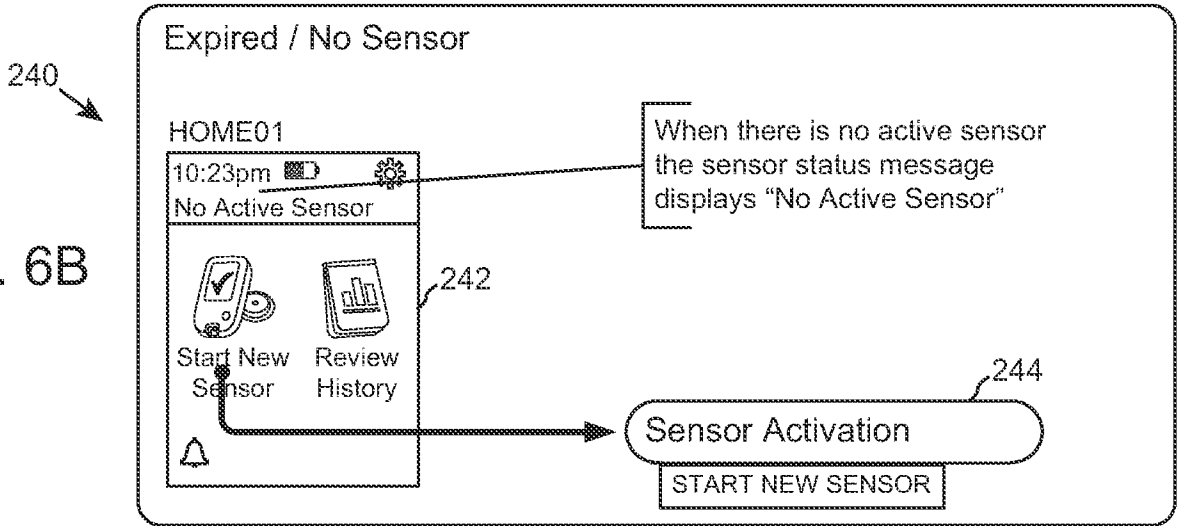 Expired / No Sensor
240
HOME01
10:23pm
No Active Sensor
When there is no active sensor
the sensor status message
displays “No Active Sensor”
. 6B
242
Start New
Sensor
Review
History
244
Sensor Activation
START NEW SENSOR